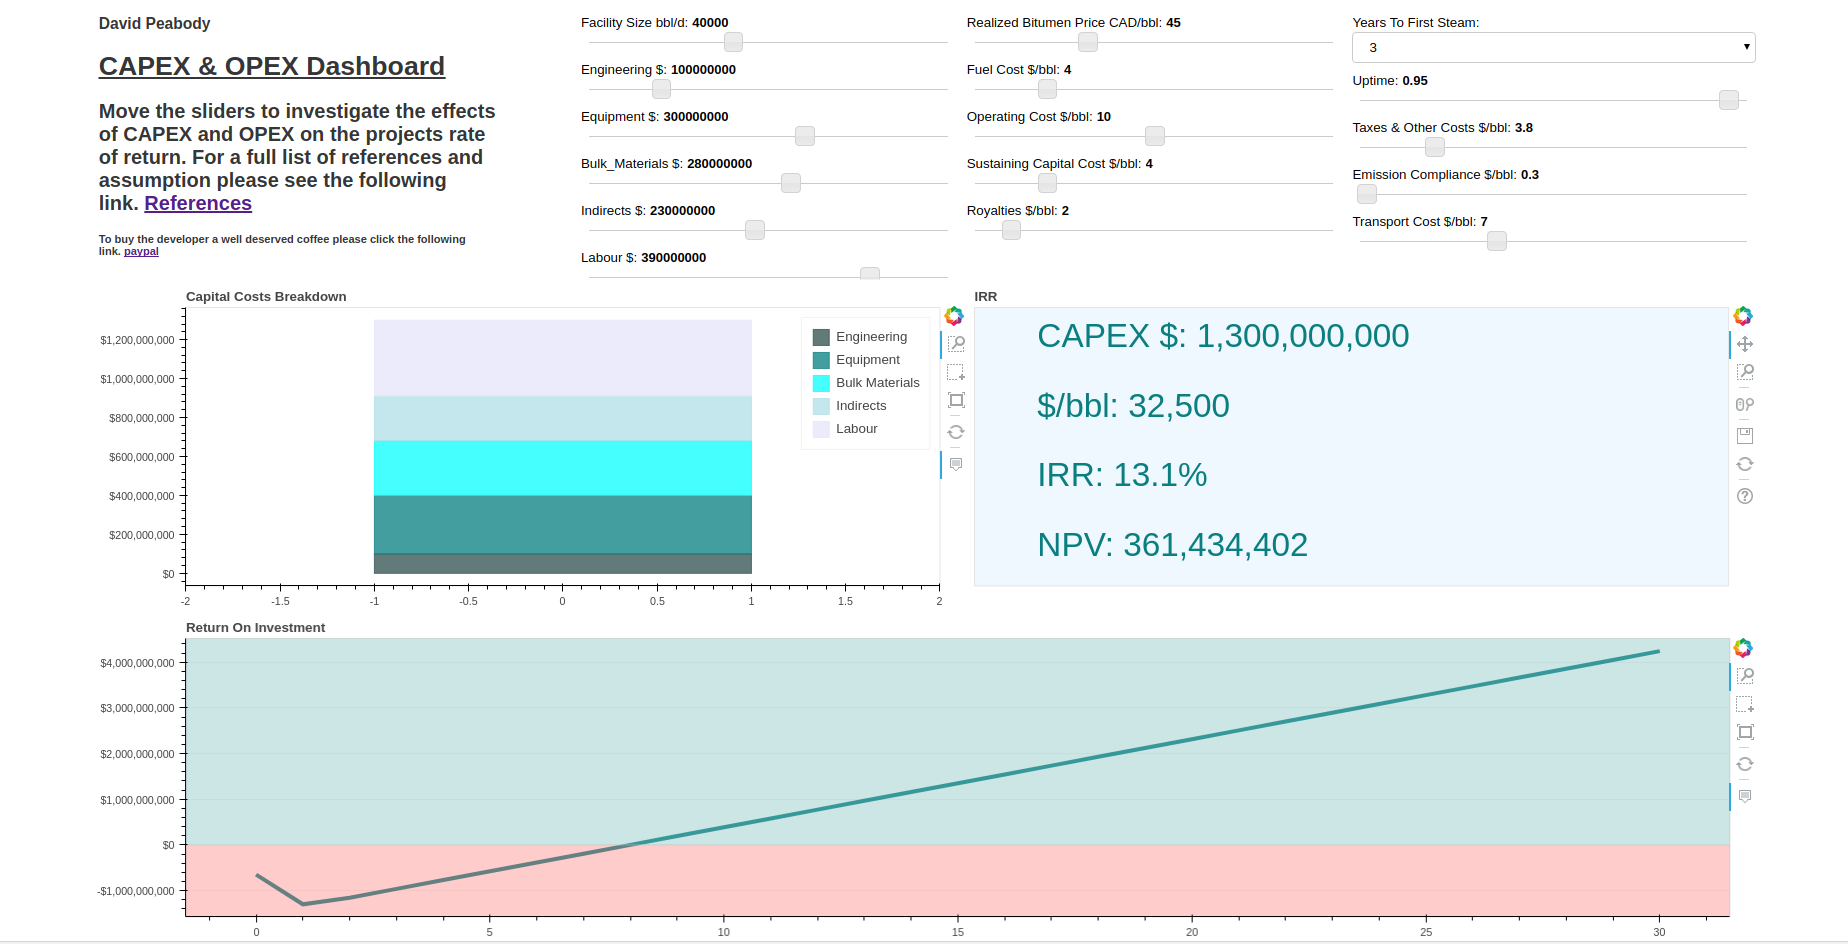 David Peabody
CAPEX & OPEX Dashboard
Move the sliders to investigate the effects
of CAPEX and OPEX on the projects rate
of return. For a full list of references and
assumption please see the following
link. References
To buy the developer a well deserved coffee please click the following
link. paypal
Facility Size bbl/d: 40000
Engineering $: 100000000
Equipment $: 300000000
Bulk_Materials $: 280000000
Indirects $: 230000000
Labour $: 390000000
Realized Bitumen Price CAD/bbl: 45
Fuel Cost $/bbl: 4
Operating Cost $/bbl: 10
Sustaining Capital Cost $/bbl: 4
Royalties $/bbl: 2
Years To First Steam:
3
Uptime: 0.95
Taxes & Other Costs $/bbl: 3.8
Emission Compliance $/bbl: 0.3
Transport Cost $/bbl: 7
Capital Costs Breakdown
$1,200,000,000
$1,000,000,000
$800,000,000
$600,000,000
$400,000,000
$200,000,000
$0
-2 -1.5 -1 -0.5 0 0.5 1 1.5 2
Engineering
Equipment
Bulk Materials
Indirects
Labour
IRR
CAPEX $: 1,300,000,000
$/bbl: 32,500
IRR: 13.1%
NPV: 361,434,402
Return On Investment
$4,000,000,000
$3,000,000,000
$2,000,000,000
$1,000,000,000
$0
-$1,000,000,000
0 5 10 15 20 25 30